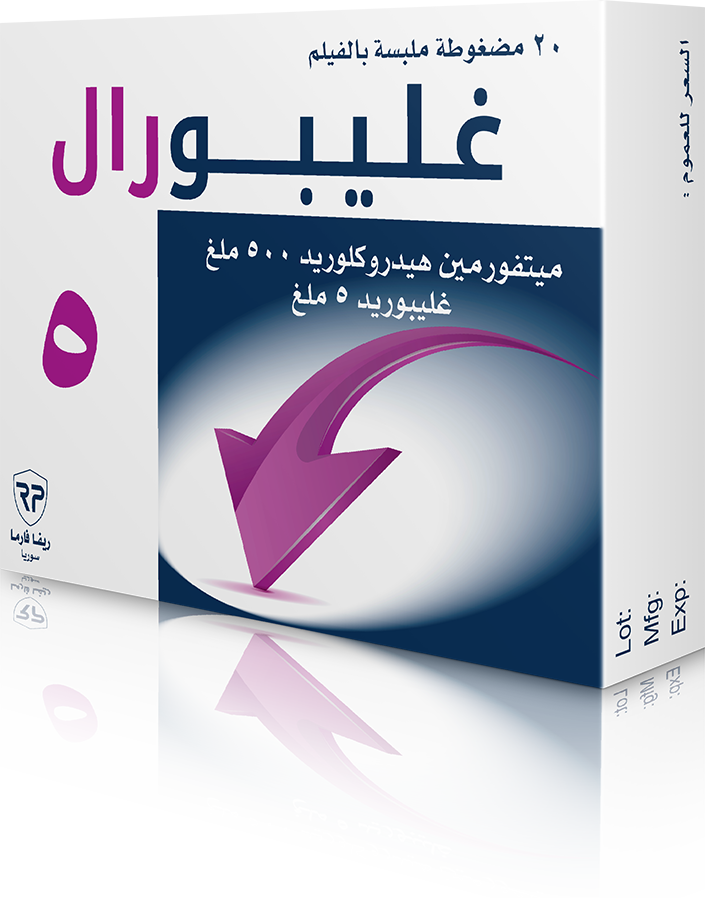 ٢٠ مضغوطة ملبسة بالفيلم
غليبورال
ميتفورمين هيدروكلوريد ٥٠٠ ملغ
غليبوريد ٥ ملغ
٥
RP
ريفا فارما
سوريا
السعر للعموم :
Lot:
Mfg:
Exp: